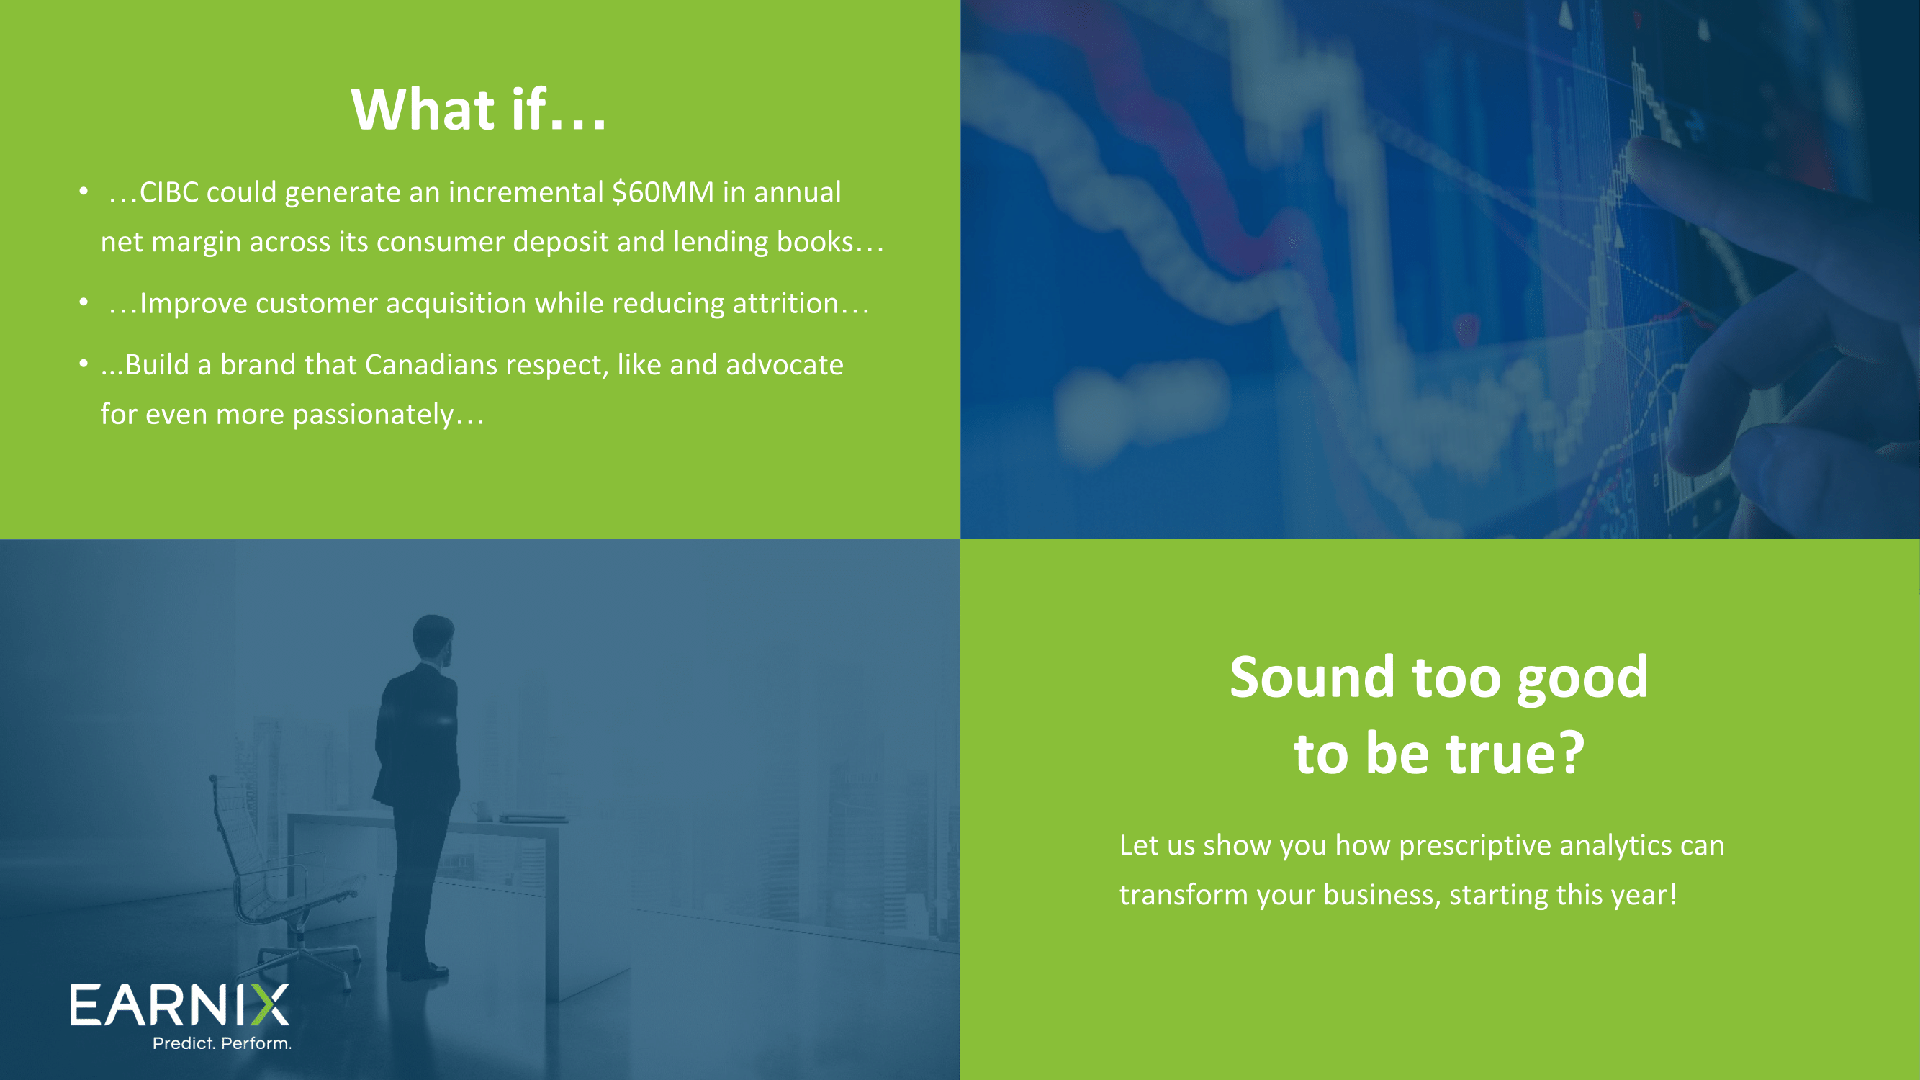 What if…
• …CIBC could generate an incremental $60MM in annual
net margin across its consumer deposit and lending books…
• …Improve customer acquisition while reducing attrition…
• ...Build a brand that Canadians respect, like and advocate
for even more passionately…
Sound too good
to be true?
Let us show you how prescriptive analytics can
transform your business, starting this year!
EARNIX
Predict. Perform.